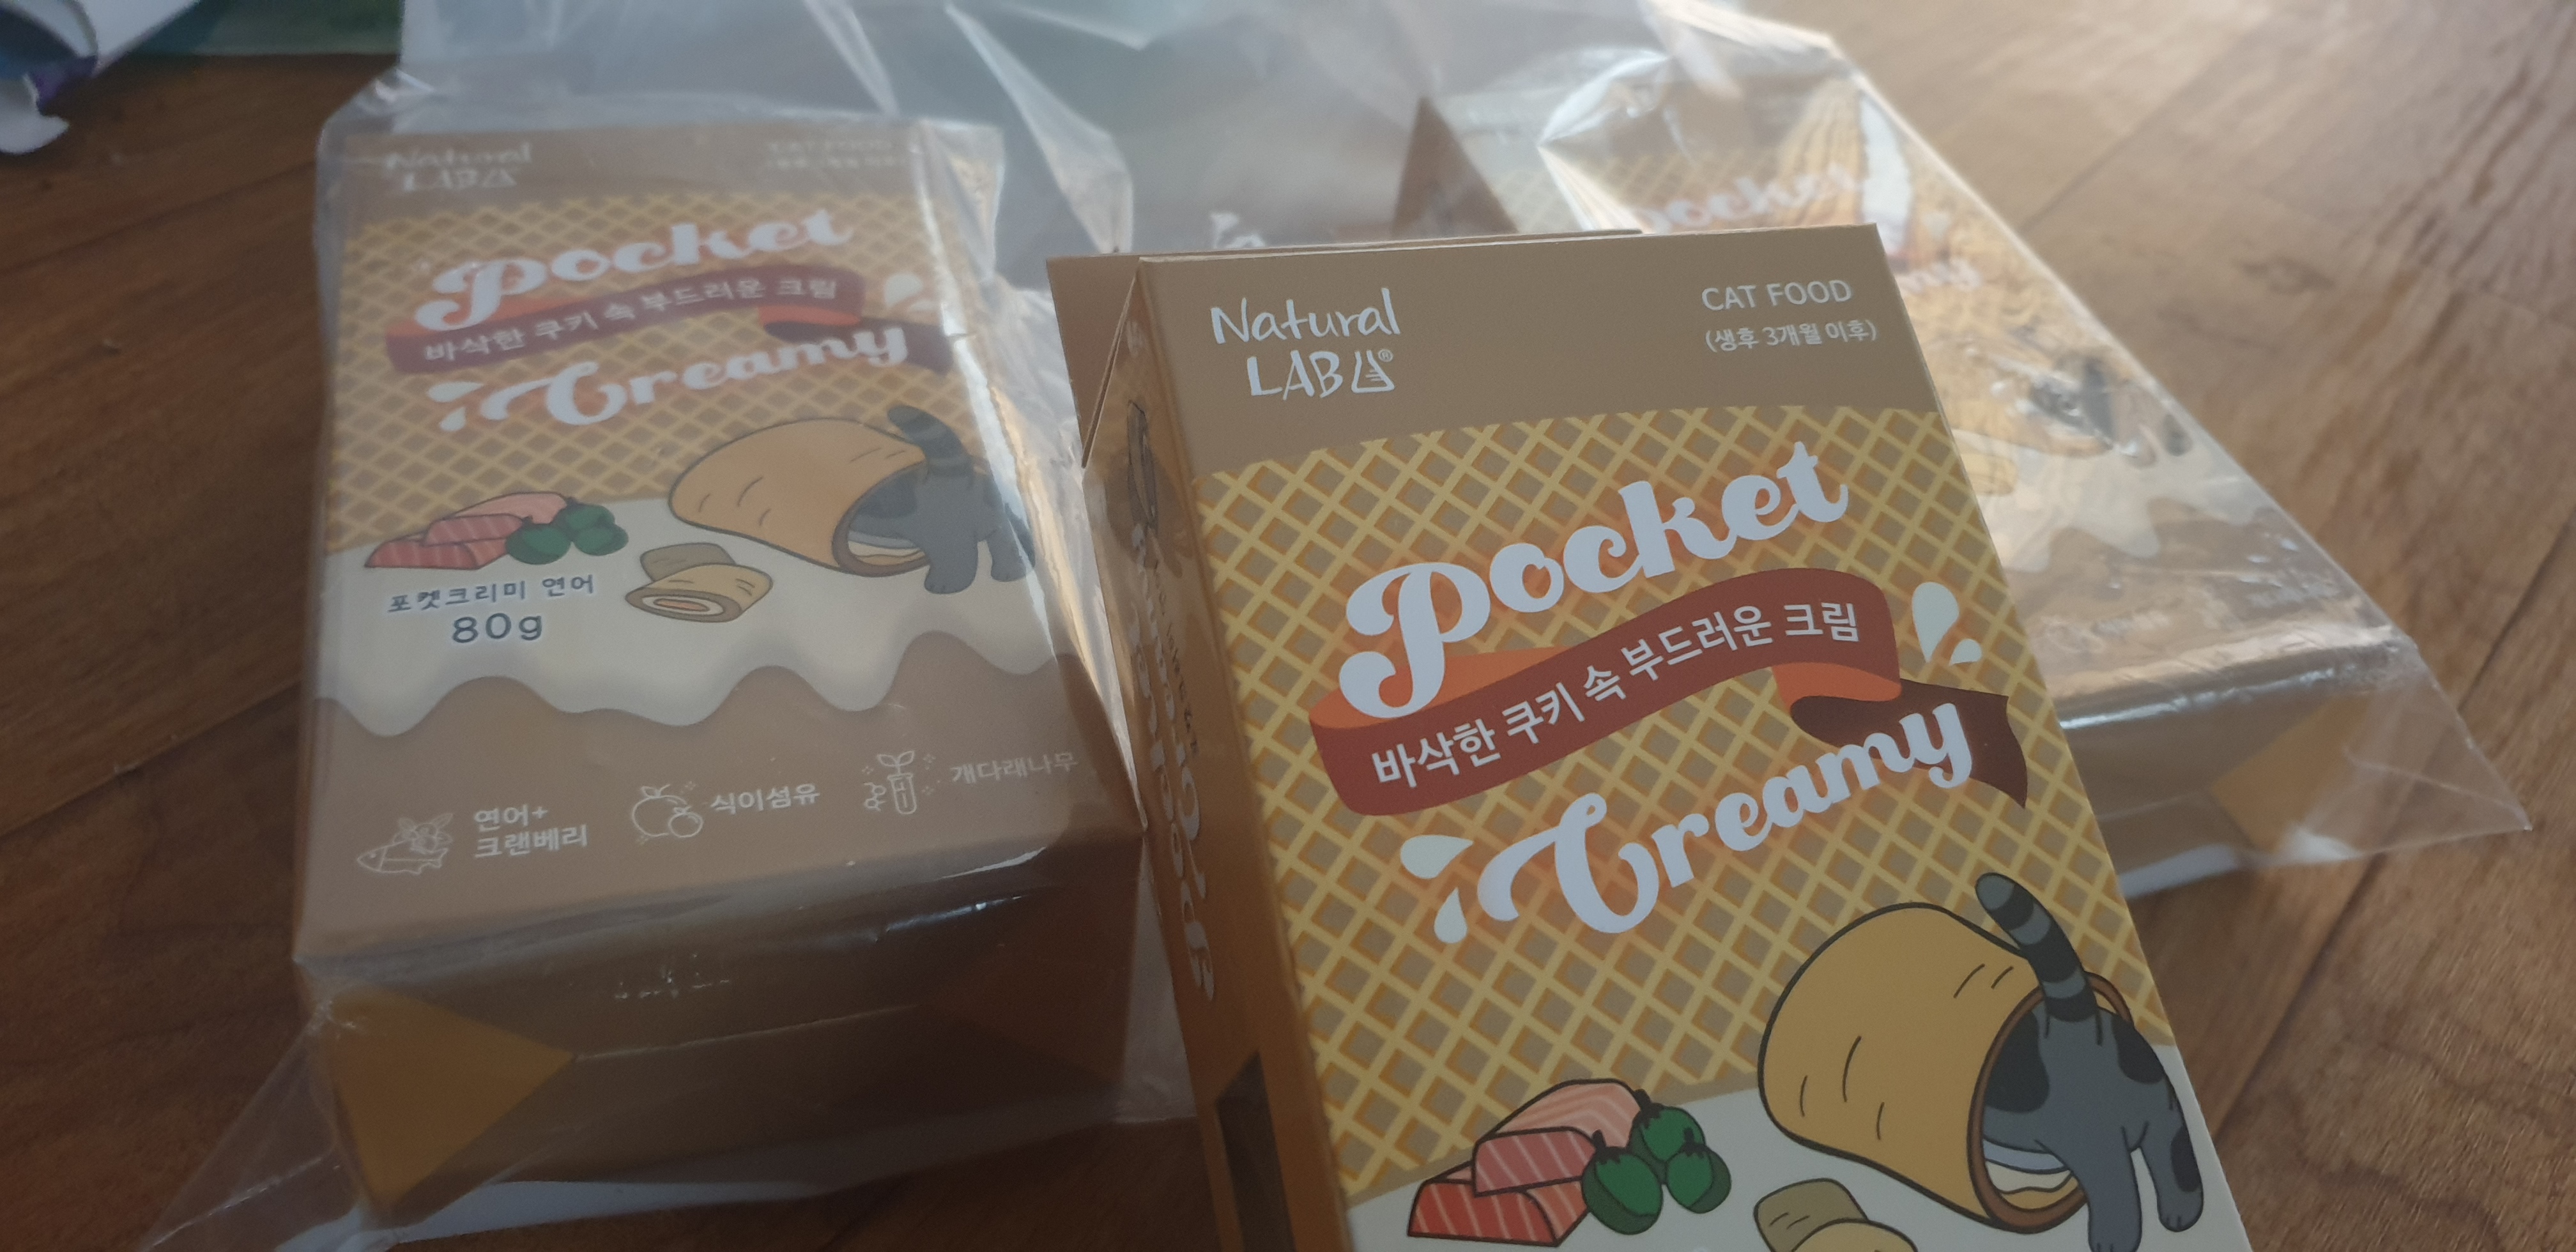 Natural
LAB
CAT FOOD
Pocket
바삭한 쿠키 속 부드러운 크림
Creamy
포켓크리미 연어
80g
연어+
크랜베리
식이섬유
개다래나무
Natural
LAB®
CAT FOOD
(생후 3개월 이후)
Pocket
바삭한 쿠키 속 부드러운 크림
Creamy
Pocket